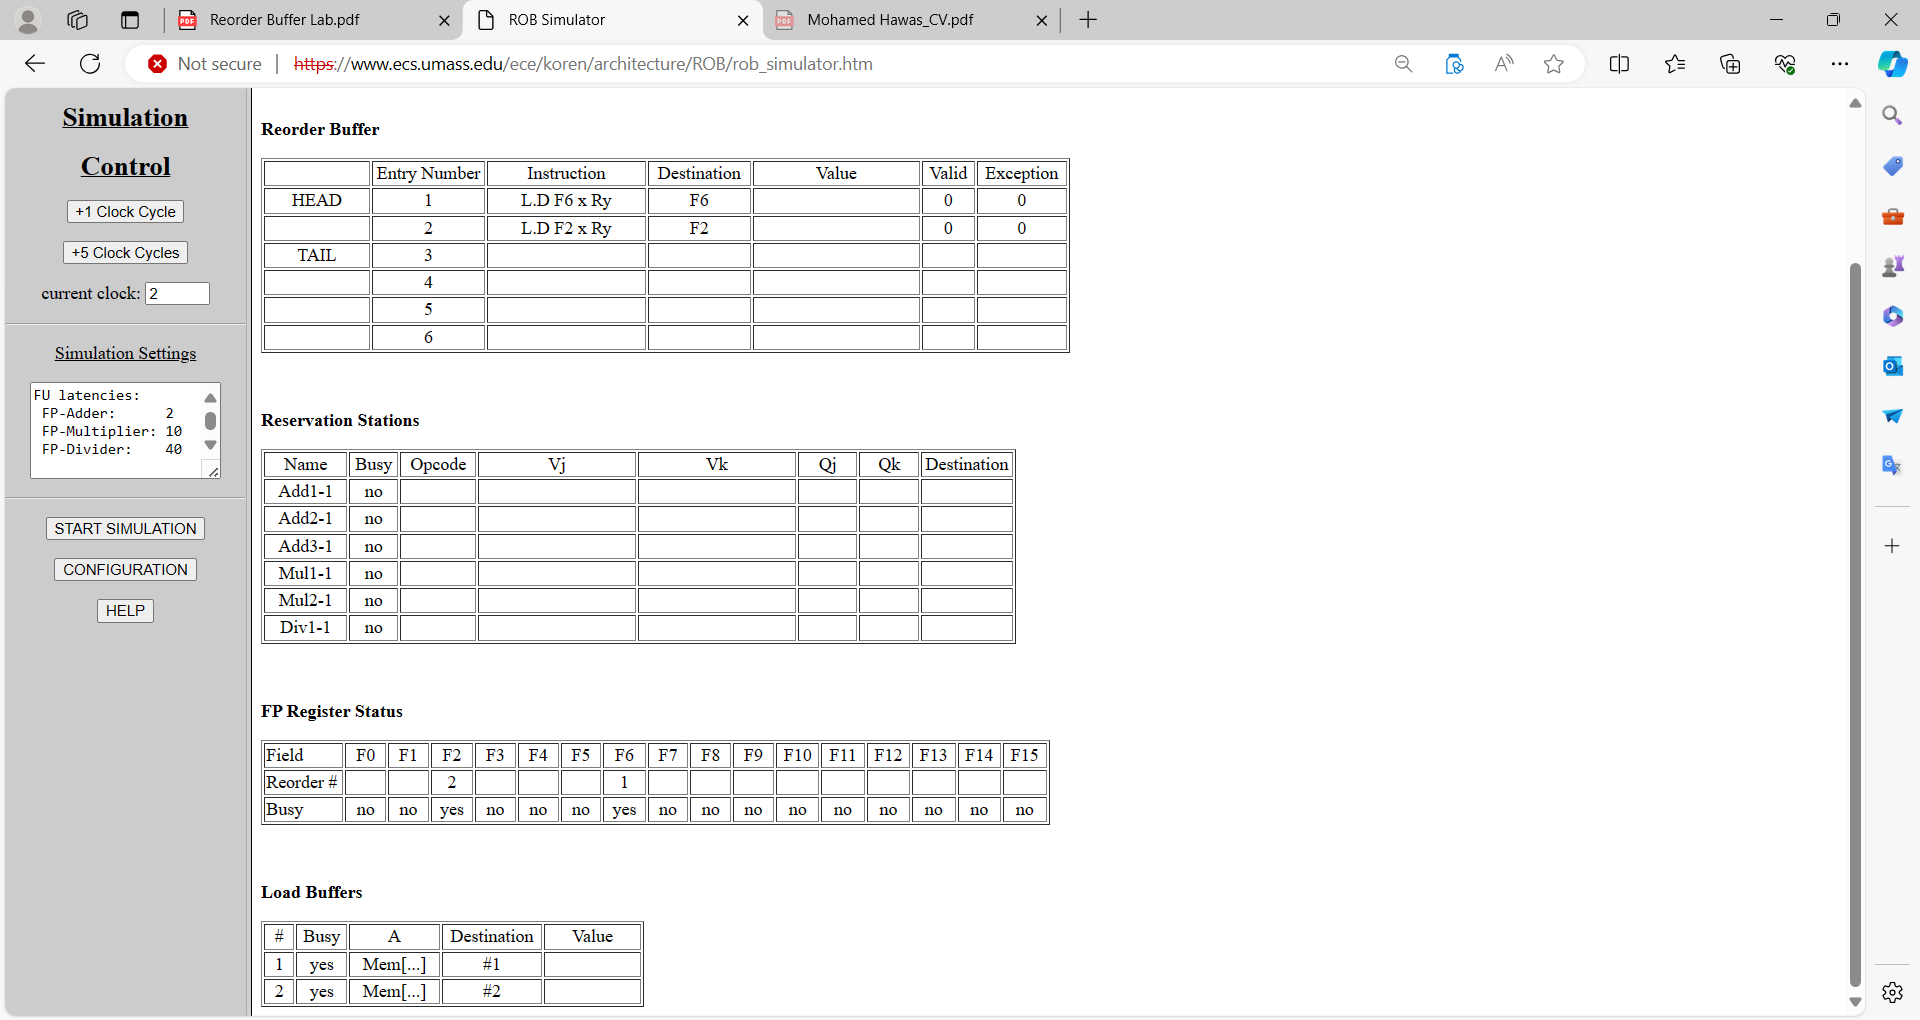 Reorder Buffer Lab.pdf
ROB Simulator
Mohamed Hawas_CV.pdf
Not secure
https://www.ecs.umass.edu/ece/koren/architecture/ROB/rob_simulator.htm
Simulation
Control
+1 Clock Cycle
+5 Clock Cycles
current clock: 2
Simulation Settings
FU latencies:
FP-Adder: 2
FP-Multiplier: 10
FP-Divider: 40
START SIMULATION
CONFIGURATION
HELP
Reorder Buffer
Entry Number Instruction Destination Value Valid Exception
HEAD 1 L.D F6 x Ry F6 0 0
2 L.D F2 x Ry F2 0 0
TAIL 3
4
5
6
Reservation Stations
Name Busy Opcode Vj Vk Qj Qk Destination
Add1-1 no
Add2-1 no
Add3-1 no
Mul1-1 no
Mul2-1 no
Div1-1 no
FP Register Status
Field F0 F1 F2 F3 F4 F5 F6 F7 F8 F9 F10 F11 F12 F13 F14 F15
Reorder # 2 1
Busy no no yes no no no yes no no no no no no no no no
Load Buffers
# Busy A Destination Value
1 yes Mem[...] #1
2 yes Mem[...] #2